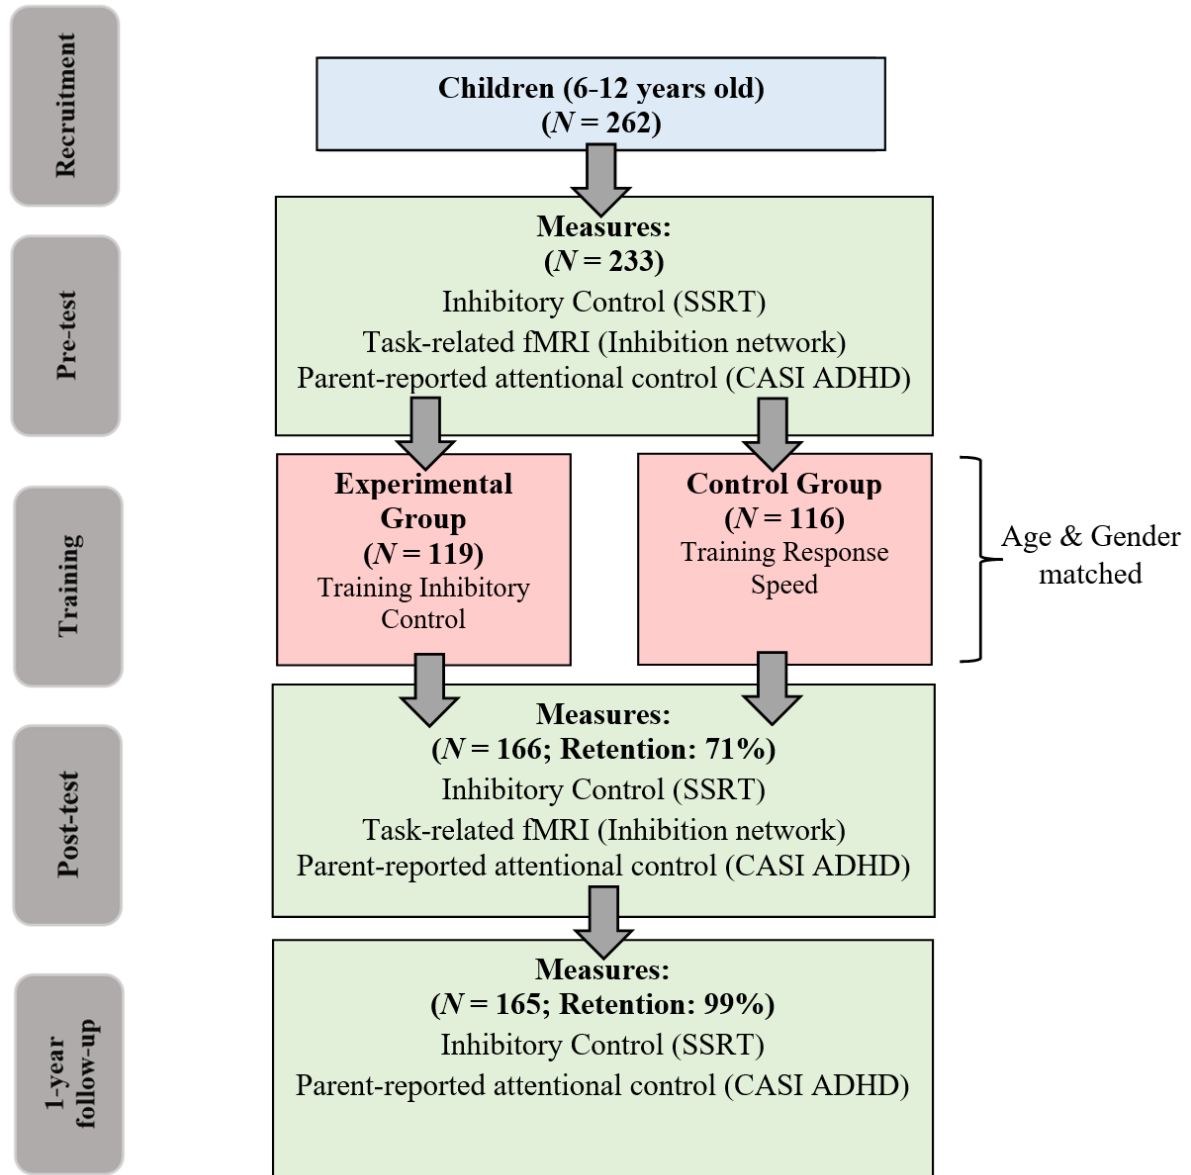 Recruitment
Children (6-12 years old)
(N = 262)
Pre-test
Measures:
(N = 233)
Inhibitory Control (SSRT)
Task-related fMRI (Inhibition network)
Parent-reported attentional control (CASI ADHD)
Training
Experimental
Group
(N = 119)
Training Inhibitory
Control
Control Group
(N = 116)
Training Response
Speed
Age & Gender
matched
Post-test
Measures:
(N = 166; Retention: 71%)
Inhibitory Control (SSRT)
Task-related fMRI (Inhibition network)
Parent-reported attentional control (CASI ADHD)
1-year
follow-up
Measures:
(N = 165; Retention: 99%)
Inhibitory Control (SSRT)
Parent-reported attentional control (CASI ADHD)